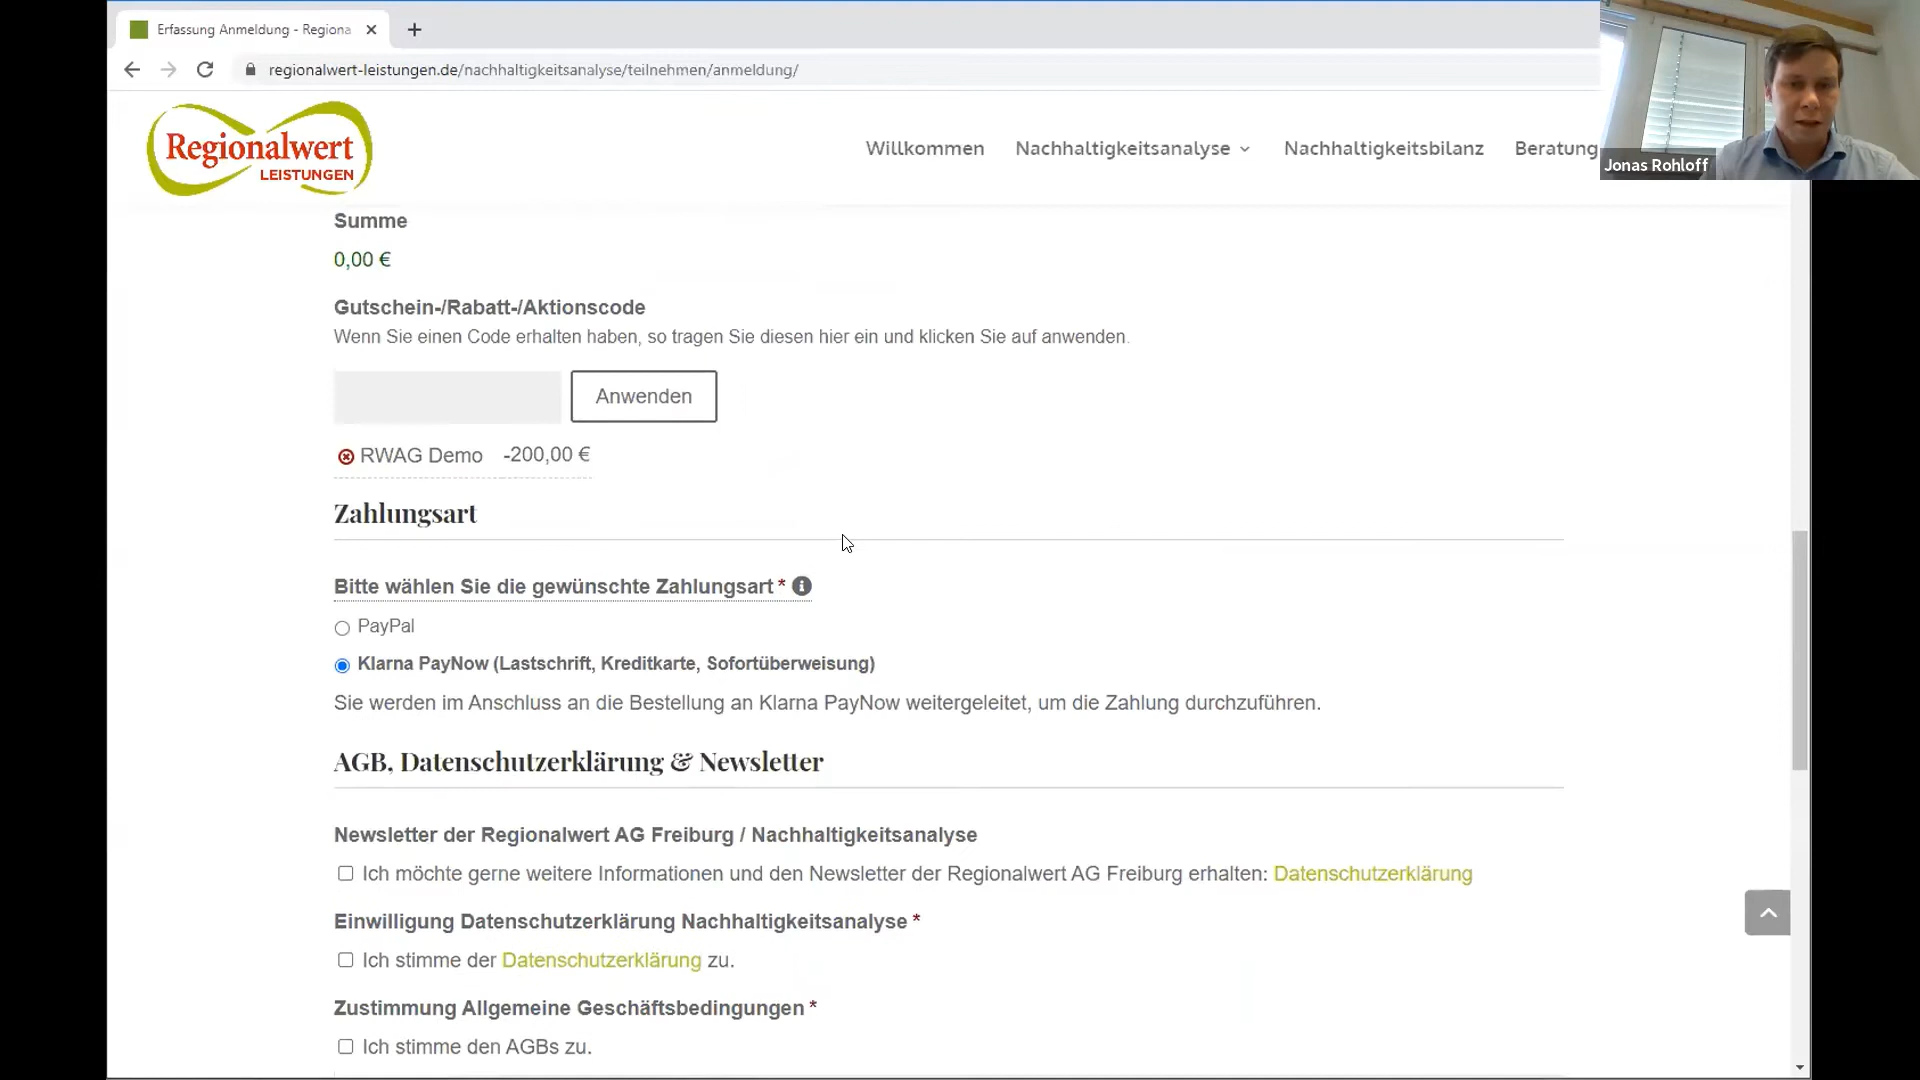 Erfassung Anmeldung - Regiona
regionalwert-leistungen.de/nachhaltigkeitsanalyse/teilnehmen/anmeldung/
Regionalwert
LEISTUNGEN
Willkommen Nachhaltigkeitsanalyse Nachhaltigkeitsbilanz Beratung
Jonas Rohloff
Summe
0,00 €
Gutschein-/Rabatt-/Aktionscode
Wenn Sie einen Code erhalten haben, so tragen Sie diesen hier ein und klicken Sie auf anwenden.
Anwenden
RWAG Demo -200,00 €
Zahlungsart
Bitte wählen Sie die gewünschte Zahlungsart *
PayPal
Klarna PayNow (Lastschrift, Kreditkarte, Sofortüberweisung)
Sie werden im Anschluss an die Bestellung an Klarna PayNow weitergeleitet, um die Zahlung durchzuführen.
AGB, Datenschutzerklärung & Newsletter
Newsletter der Regionalwert AG Freiburg / Nachhaltigkeitsanalyse
Ich möchte gerne weitere Informationen und den Newsletter der Regionalwert AG Freiburg erhalten: Datenschutzerklärung
Einwilligung Datenschutzerklärung Nachhaltigkeitsanalyse *
Ich stimme der Datenschutzerklärung zu.
Zustimmung Allgemeine Geschäftsbedingungen *
Ich stimme den AGBs zu.